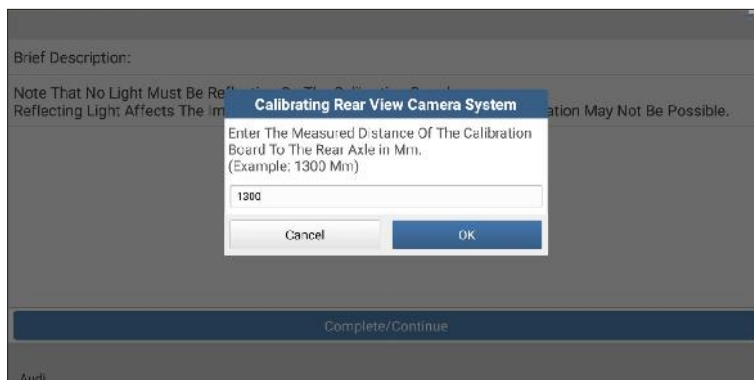 Brief Description:
Note That No Light Must Be Re
Reflecting Light Affects The Im
ation May Not Be Possible.
Calibrating Rear View Camera System
Enter The Measured Distance Of The Calibration
Board To The Rear Axle in Mm.
(Example: 1300 Mm)
1300
Cancel
OK
Complete/Continue
Audi